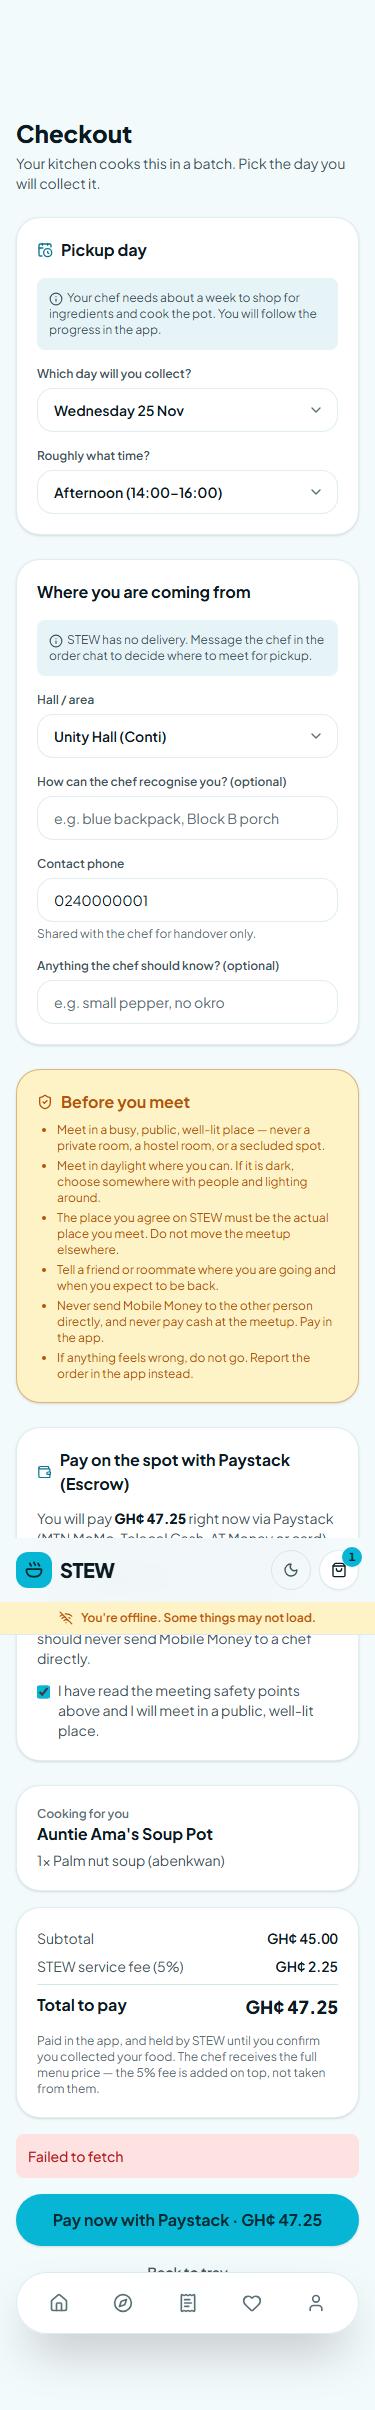 Checkout
Your kitchen cooks this in a batch. Pick the day you
will collect it.
Pickup day
Your chef needs about a week to shop for
ingredients and cook the pot. You will follow the
progress in the app.
Which day will you collect?
Wednesday 25 Nov
Roughly what time?
Afternoon (14:00–16:00)
Where you are coming from
STEW has no delivery. Message the chef in the
order chat to decide where to meet for pickup.
Hall / area
Unity Hall (Conti)
How can the chef recognise you? (optional)
e.g. blue backpack, Block B porch
Contact phone
0240000001
Shared with the chef for handover only.
Anything the chef should know? (optional)
e.g. small pepper, no okro
Before you meet
• Meet in a busy, public, well-lit place — never a
private room, a hostel room, or a secluded spot.
• Meet in daylight where you can. If it is dark,
choose somewhere with people and lighting
around.
• The place you agree on STEW must be the actual
place you meet. Do not move the meetup
elsewhere.
• Tell a friend or roommate where you are going and
when you expect to be back.
• Never send Mobile Money to the other person
directly, and never pay cash at the meetup. Pay in
the app.
• If anything feels wrong, do not go. Report the
order in the app instead.
Pay on the spot with Paystack
(Escrow)
You will pay GH₵ 47.25 right now via Paystack
(MTN MoMo, Telecel Cash, AT Money or card)
STEW
1
You're offline. Some things may not load.
should never send Mobile Money to a chef
directly.
I have read the meeting safety points
above and I will meet in a public, well-lit
place.
Cooking for you
Auntie Ama's Soup Pot
1× Palm nut soup (abenkwan)
Subtotal GH₵ 45.00
STEW service fee (5%) GH₵ 2.25
Total to pay GH₵ 47.25
Paid in the app, and held by STEW until you confirm
you collected your food. The chef receives the full
menu price — the 5% fee is added on top, not taken
from them.
Failed to fetch
Pay now with Paystack · GH₵ 47.25
Back to tray